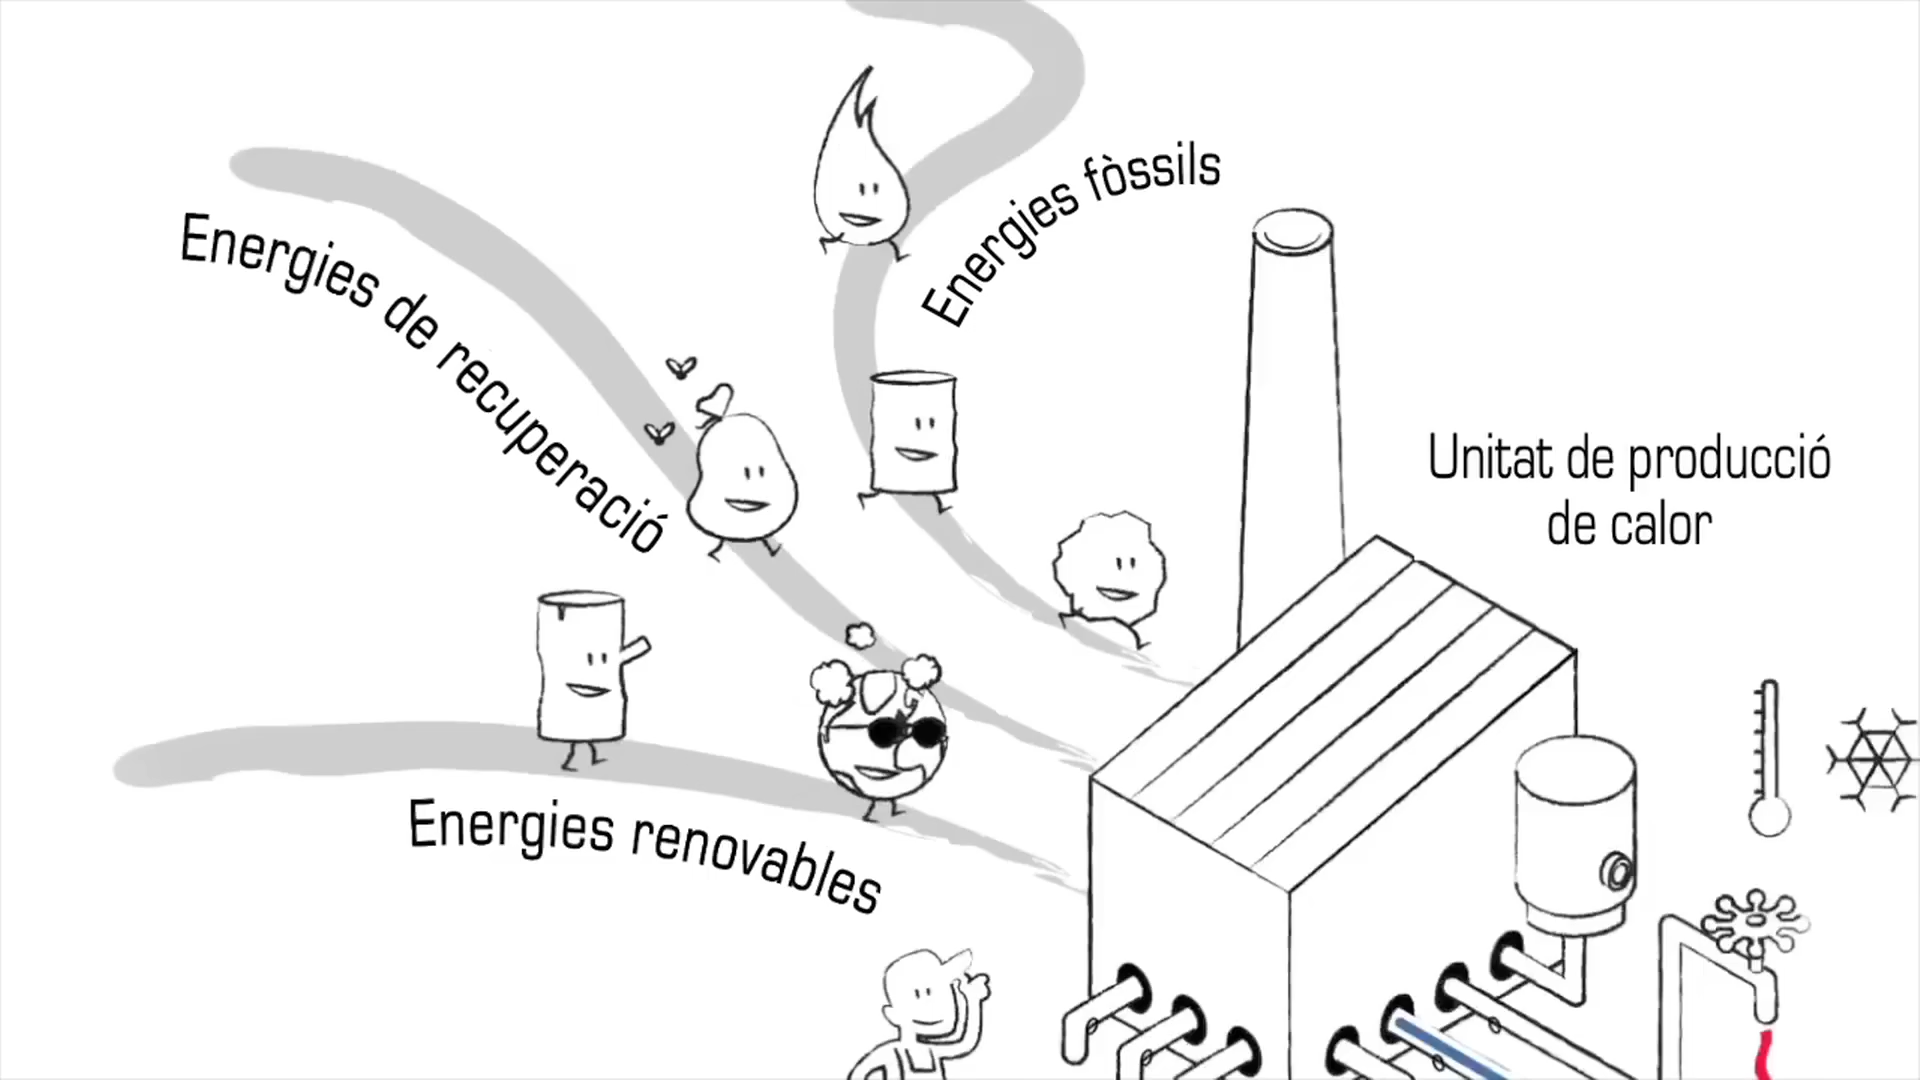 Energies fòssils
Energies de recuperació
Unitat de producció
de calor
Energies renovables